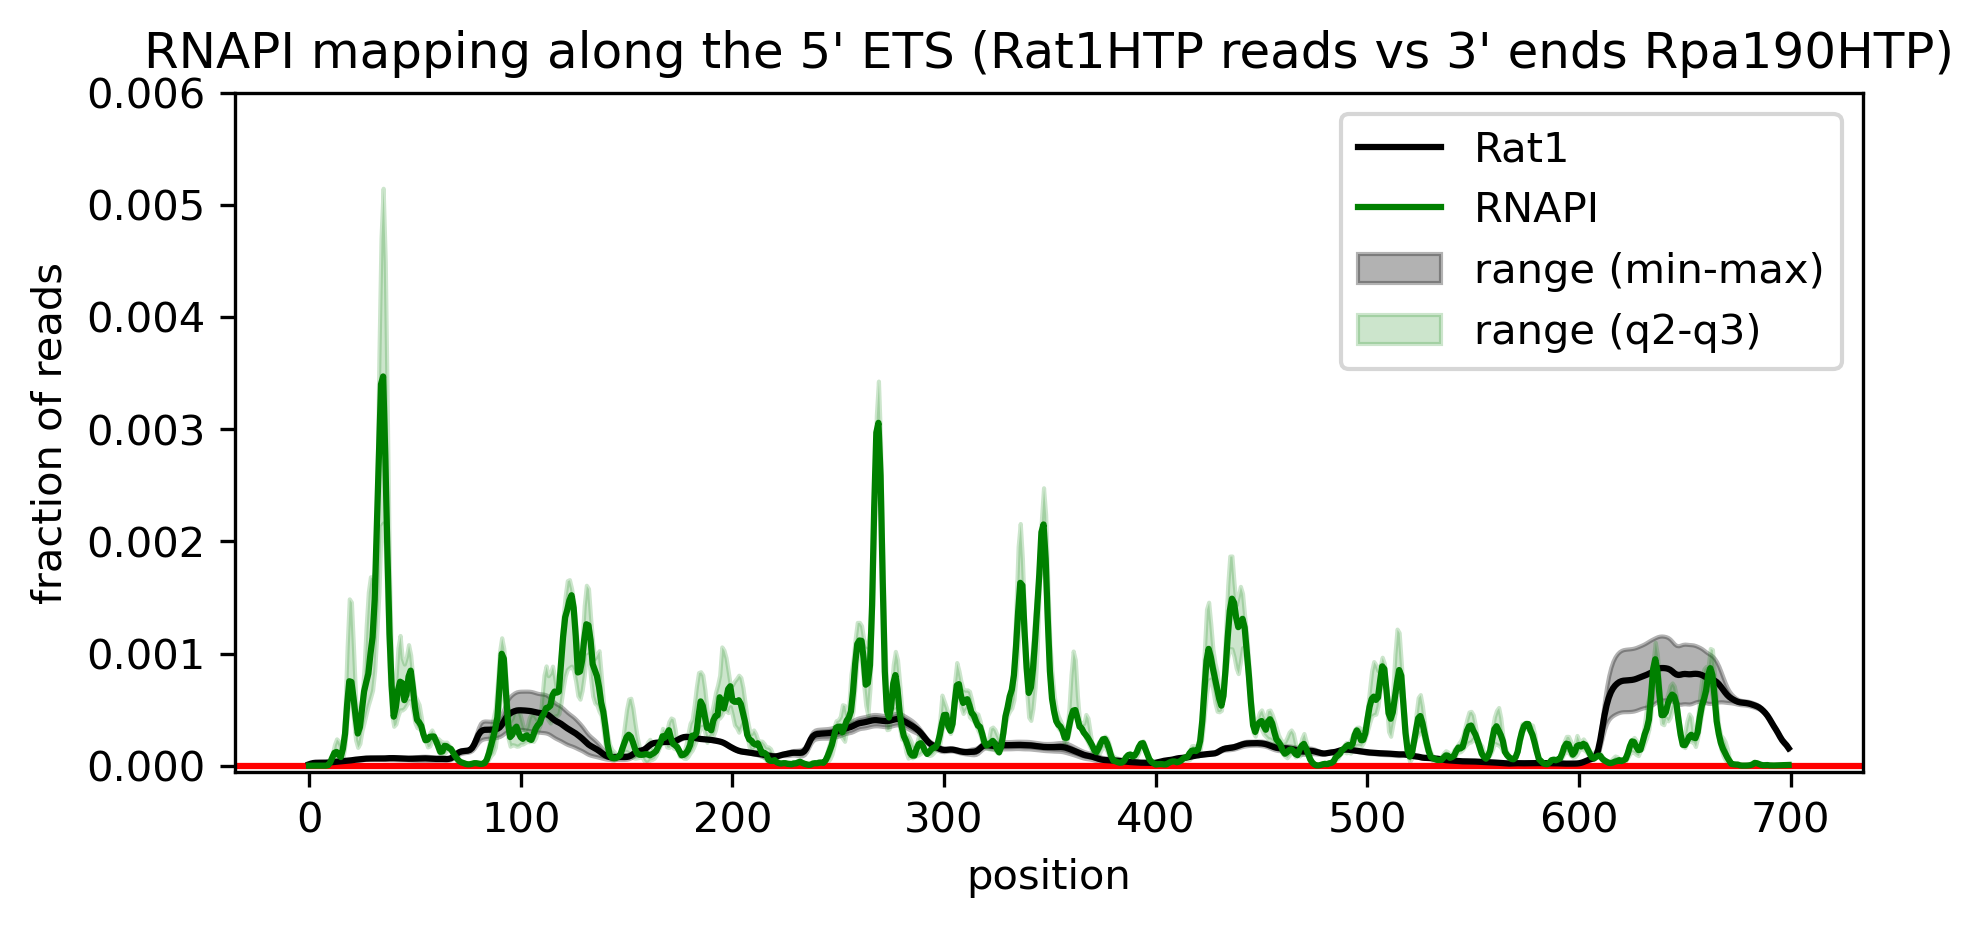 RNAPI mapping along the 5' ETS (Rat1HTP reads vs 3' ends Rpa190HTP)
0.006
0.005
0.004
0.003
0.002
0.001
0.000
fraction of reads
Rat1
RNAPI
range (min-max)
range (q2-q3)
0 100 200 300 400 500 600 700
position